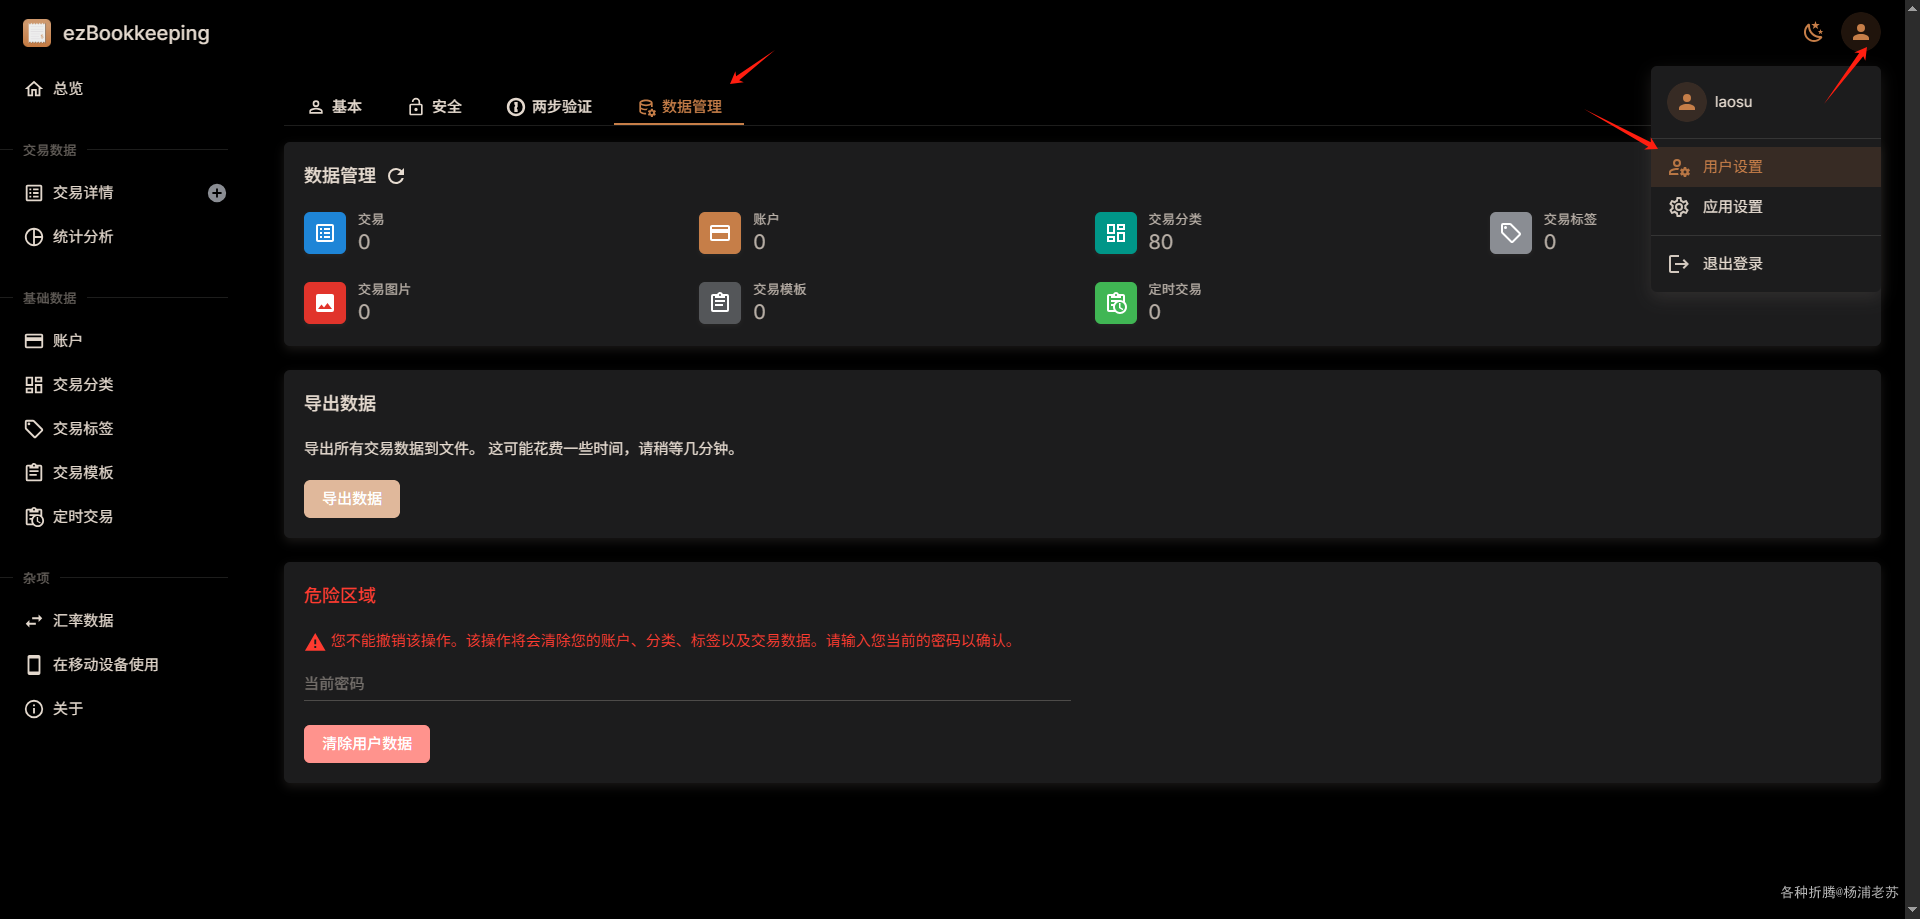 ezBookkeeping
总览
交易数据
交易详情
统计分析
基础数据
账户
交易分类
交易标签
交易模板
定时交易
杂项
汇率数据
在移动设备使用
关于
基本
安全
两步验证
数据管理
数据管理
交易
0
账户
0
交易分类
80
交易标签
0
交易图片
0
交易模板
0
定时交易
0
导出数据
导出所有交易数据到文件。 这可能花费一些时间，请稍等几分钟。
导出数据
危险区域
您不能撤销该操作。该操作将会清除您的账户、分类、标签以及交易数据。请输入您当前的密码以确认。
当前密码
清除用户数据
laosu
用户设置
应用设置
退出登录
各种折腾@杨浦老苏